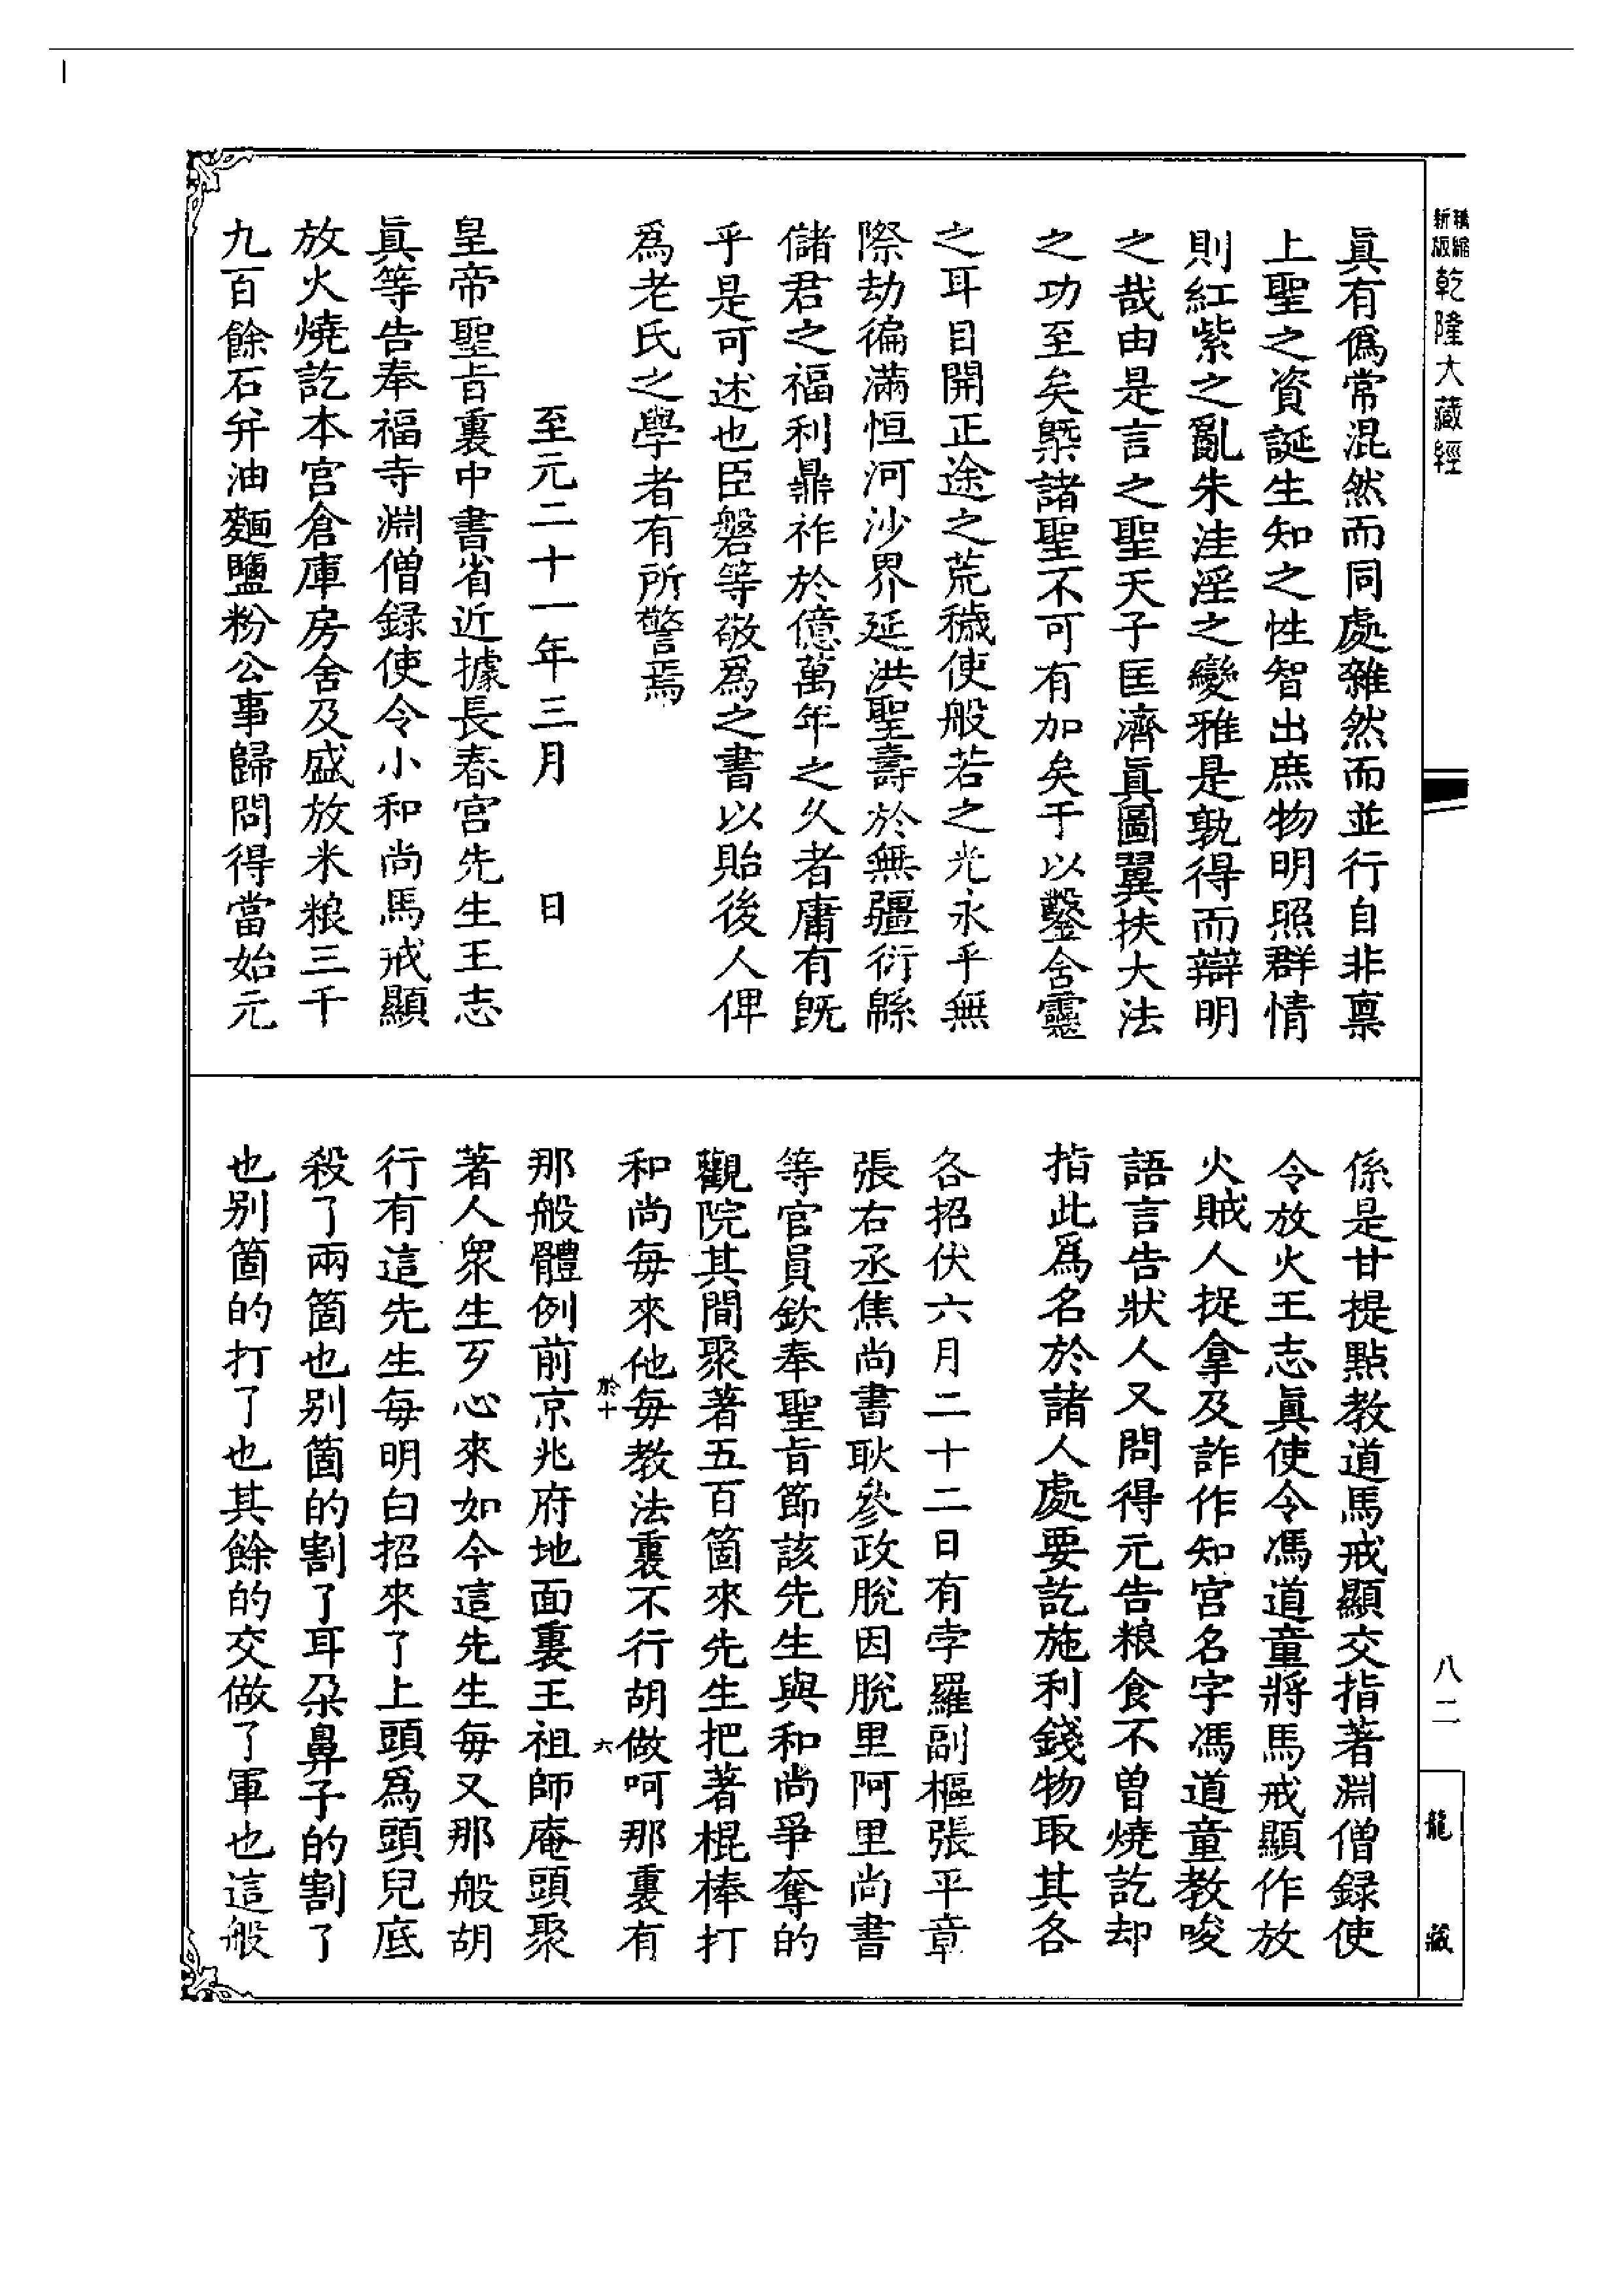 新版
精縮
乾隆大藏經
眞有僞常混然而同處雜然而並行自非禀
上聖之資誕生知之性智出庶物明照群情
則紅紫之亂朱洼淫之變雅是孰得而辯明
之哉由是言之聖天子匡濟眞圖翼扶大法
之功至矣槩諸聖不可有加矣于以鑿含靈
之耳目開正途之荒穢使般若之光永乎無
際劫徧滿恒河沙界延洪聖壽於無疆衍緜
儲君之福利鼎祚於億萬年之久者庸有既
乎是可述也臣磐等敬爲之書以貽後人俾
爲老氏之學者有所警焉
至元二十一年三月　日
皇帝聖旨裏中書省近據長春宮先生王志
眞等告奉福寺淵僧録使令小和尚馬戒顯
放火燒訖本宮倉庫房舍及盛放米粮三千
九百餘石并油麵鹽粉公事歸問得當始元
係是甘提點教道馬戒顯交指著淵僧録使
令放火王志眞使令馮道童將馬戒顯作放
火賊人捉拿及詐作知宮名字馮道童教唆
語言告狀人又問得元告粮食不曾燒訖却
指此爲名於諸人處要訖施利錢物取其各
各招伏六月二十二日有孛羅副樞張平章
張右丞焦尚書耿參政脫因脫里阿里尚書
等官員欽奉聖旨節該先生與和尚爭奪的
觀院其間聚著五百箇來先生把著棍棒打
和尚每來他每教法裏不行胡做呵那裏有
於十
六
那般體例前京兆府地面裏王祖師庵頭聚
著人衆生歹心來如今這先生每又那般胡
行有這先生每明白招來了上頭爲頭兒底
殺了兩箇也别箇的割了耳朵鼻子的割了
也别箇的打了也其餘的交做了軍也這般
八二
龍藏